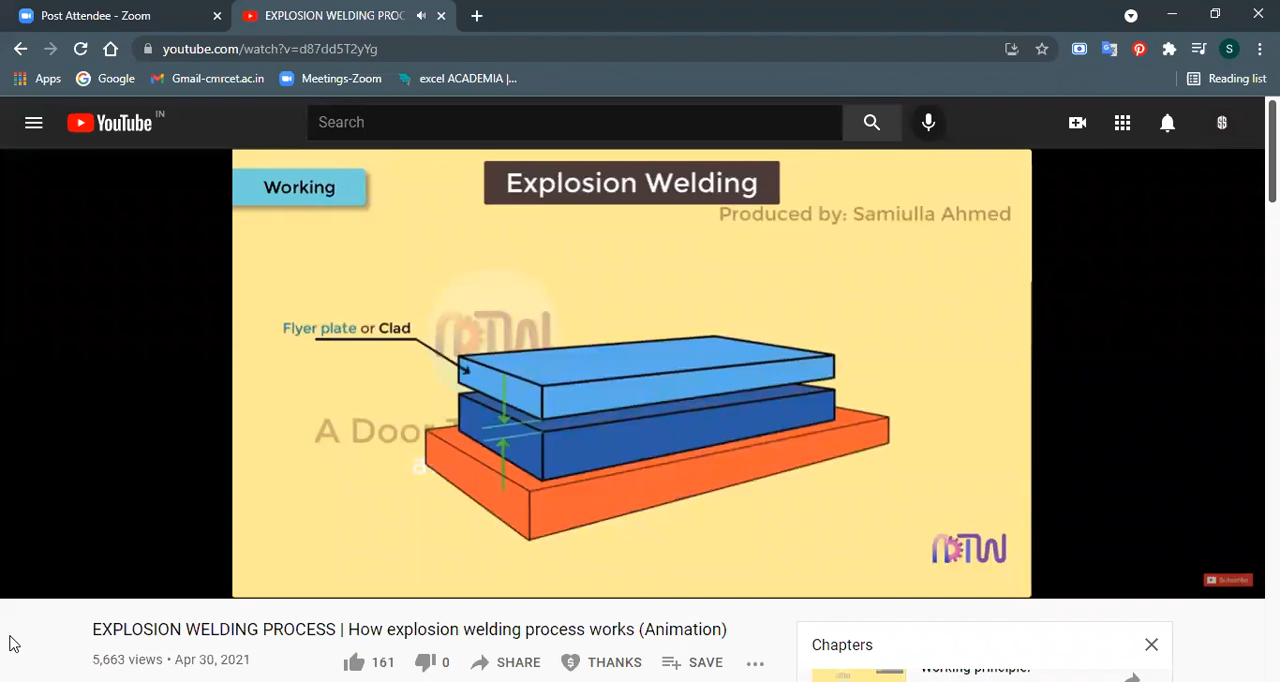 Post Attendee - Zoom
EXPLOSION WELDING PROC
youtube.com/watch?v=d87dd5T2yYg
S
Apps
Google
Gmail-cmrcet.ac.in
Meetings-Zoom
excel ACADEMIA |...
Reading list
YouTube IN
Search
Working
Explosion Welding
Produced by: Samiulla Ahmed
Flyer plate or Clad
A Door T
Subscribe
EXPLOSION WELDING PROCESS | How explosion welding process works (Animation)
5,663 views • Apr 30, 2021
161
0
SHARE
THANKS
SAVE
Chapters
Working principle: